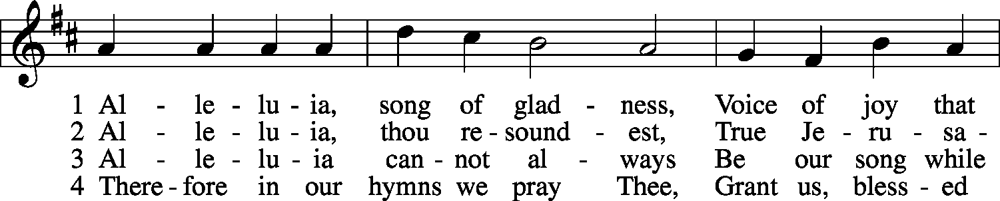 1 Al - le - lu - ia, song of glad - ness, Voice of joy that
2 Al - le - lu - ia, thou re - sound - est, True Je - ru - sa -
3 Al - le - lu - ia can - not al - ways Be our song while
4 There - fore in our hymns we pray Thee, Grant us, bless - ed